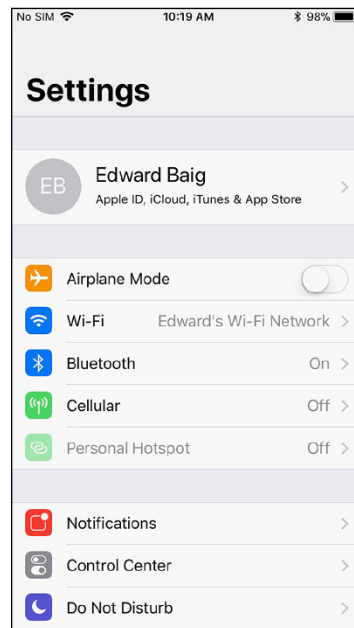 No SIM 10:19 AM 98%
Settings
EB
Edward Baig
Apple ID, iCloud, iTunes & App Store
Airplane Mode
Wi-Fi Edward's Wi-Fi Network
Bluetooth On
Cellular Off
Personal Hotspot Off
Notifications
Control Center
Do Not Disturb